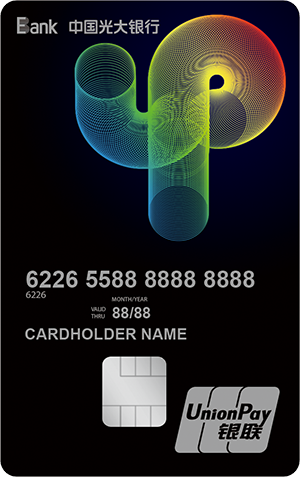 Bank 中国光大银行
6226 5588 8888 8888
6226
MONTH/YEAR
VALID THRU 88/88
CARDHOLDER NAME
UnionPay
银联